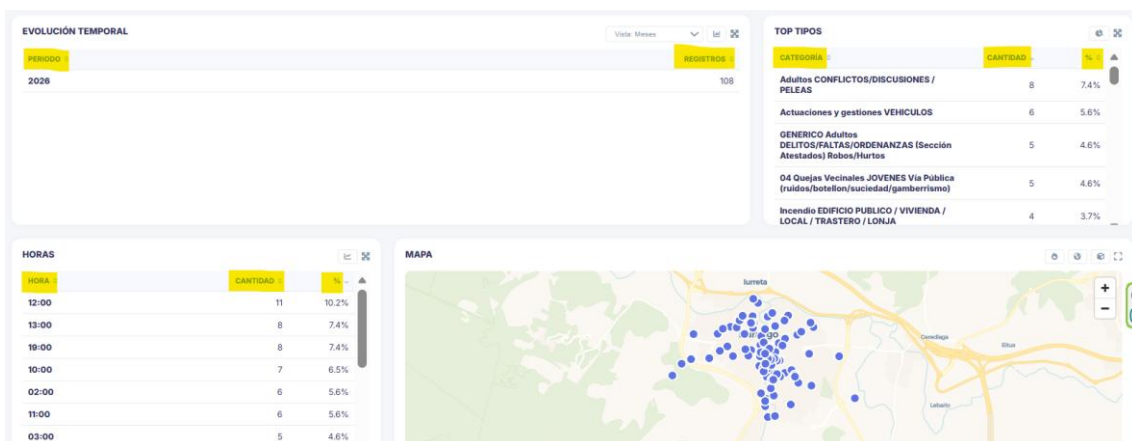 EVOLUCIÓN TEMPORAL
Vista: Meses
PERIODO
REGISTROS
2026
108
TOP TIPOS
CATEGORÍA
CANTIDAD
%
Adultos CONFLICTOS/DISCUSIONES /
PELEAS
8
7.4%
Actuaciones y gestiones VEHICULOS
6
5.6%
GENERICO Adultos
DELITOS/FALTAS/ORDENANZAS (Sección
Atestados) Robos/Hurtos
5
4.6%
04 Quejas Vecinales JOVENES Vía Pública
(ruidos/botellon/suciedad/gamberrismo)
5
4.6%
Incendio EDIFICIO PUBLICO / VIVIENDA /
LOCAL / TRASTERO / LONJA
4
3.7%
HORAS
HORA
CANTIDAD
%
12:00
11
10.2%
13:00
8
7.4%
19:00
8
7.4%
10:00
7
6.5%
02:00
6
5.6%
11:00
6
5.6%
03:00
5
4.6%
MAPA
Iurreta
Gerediaga
+
−